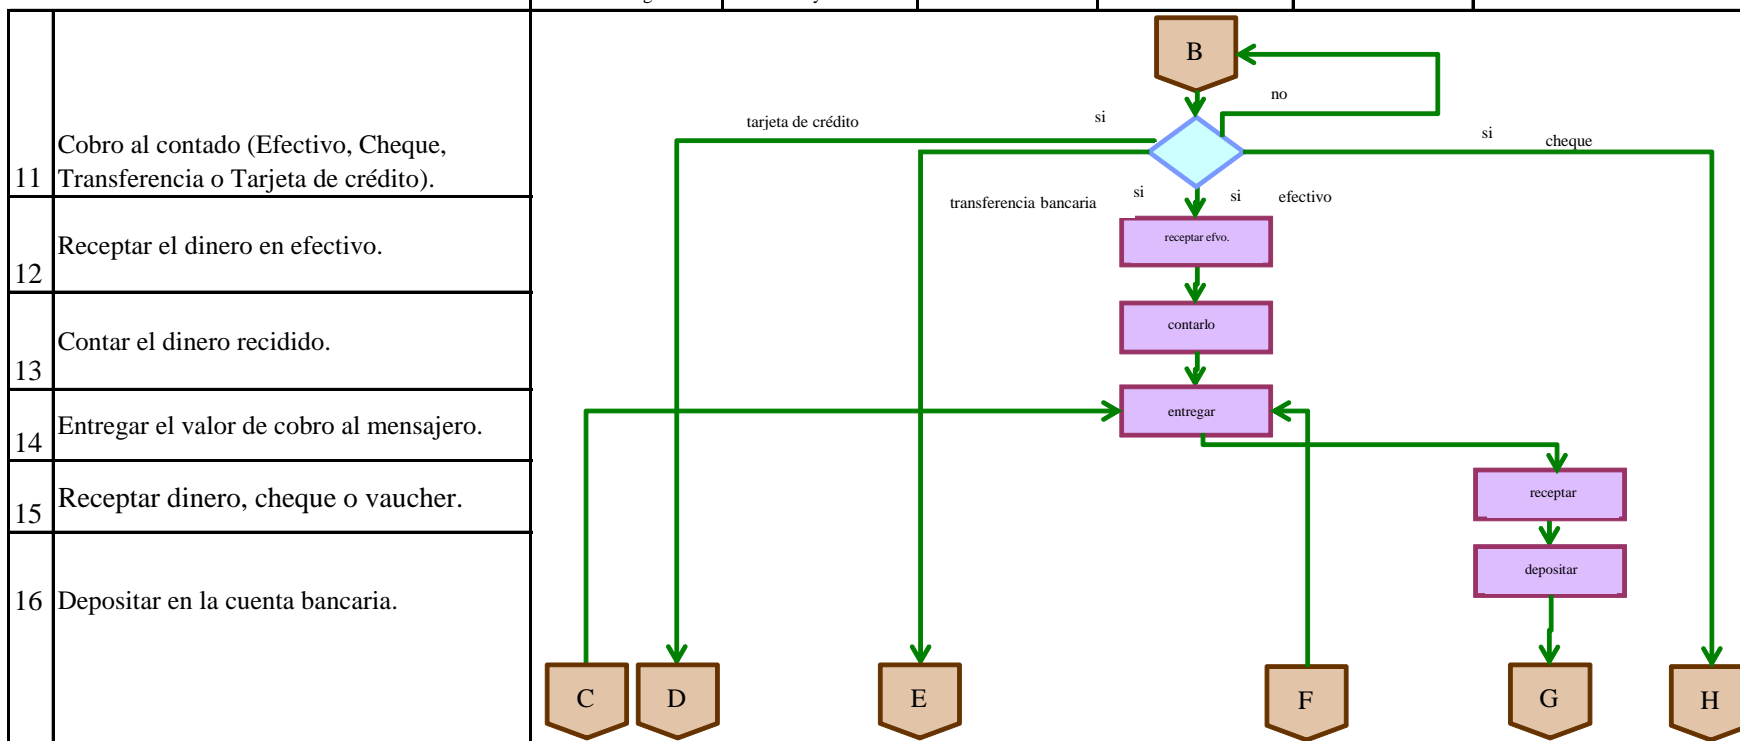 B
no
si
tarjeta de crédito
si
cheque
11
Cobro al contado (Efectivo, Cheque,
Transferencia o Tarjeta de crédito).
transferencia bancaria
si
si
efectivo
12
Receptar el dinero en efectivo.
receptar efvo.
13
Contar el dinero recidido.
contarlo
14
Entregar el valor de cobro al mensajero.
entregar
15
Receptar dinero, cheque o vaucher.
receptar
16
Depositar en la cuenta bancaria.
depositar
C
D
E
F
G
H